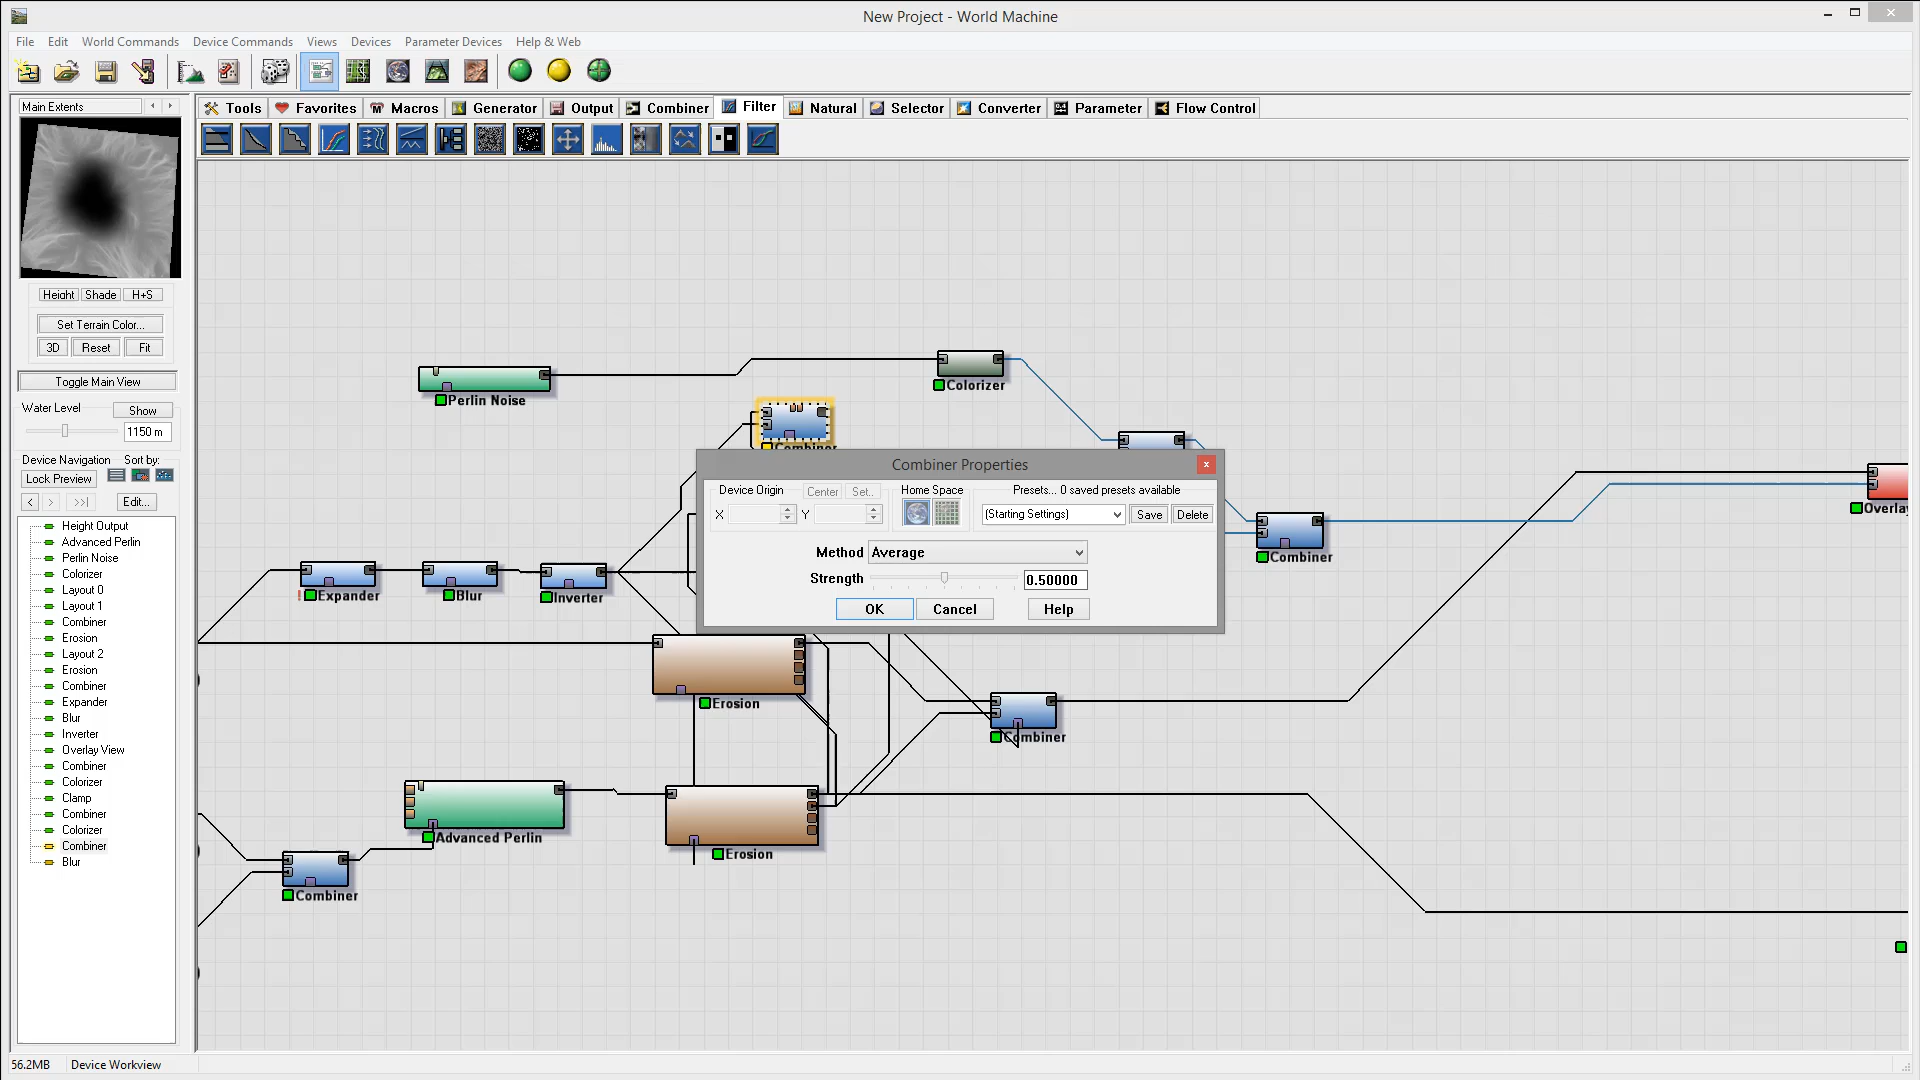 New Project - World Machine
File Edit World Commands Device Commands Views Devices Parameter Devices Help & Web
Main Extents
Tools Favorites Macros Generator Output Combiner Filter Natural Selector Converter Parameter Flow Control
Height Shade H+S
Set Terrain Color...
3D Reset Fit
Toggle Main View
Water Level Show
1150 m
Device Navigation Sort by:
Lock Preview
< > >>| Edit...
Height Output
Advanced Perlin
Perlin Noise
Colorizer
Layout 0
Layout 1
Combiner
Erosion
Layout 2
Erosion
Combiner
Expander
Blur
Inverter
Overlay View
Combiner
Colorizer
Clamp
Combiner
Colorizer
Combiner
Blur
Perlin Noise
Colorizer
Combiner
Combiner Properties
Device Origin Center Set.. Home Space Presets... 0 saved presets available
X Y (Starting Settings) Save Delete
Method Average
Strength 0.50000
OK Cancel Help
Overlay
Combiner
! Expander
Blur
Inverter
Erosion
Combiner
Advanced Perlin
Erosion
Combiner
56.2MB Device Workview